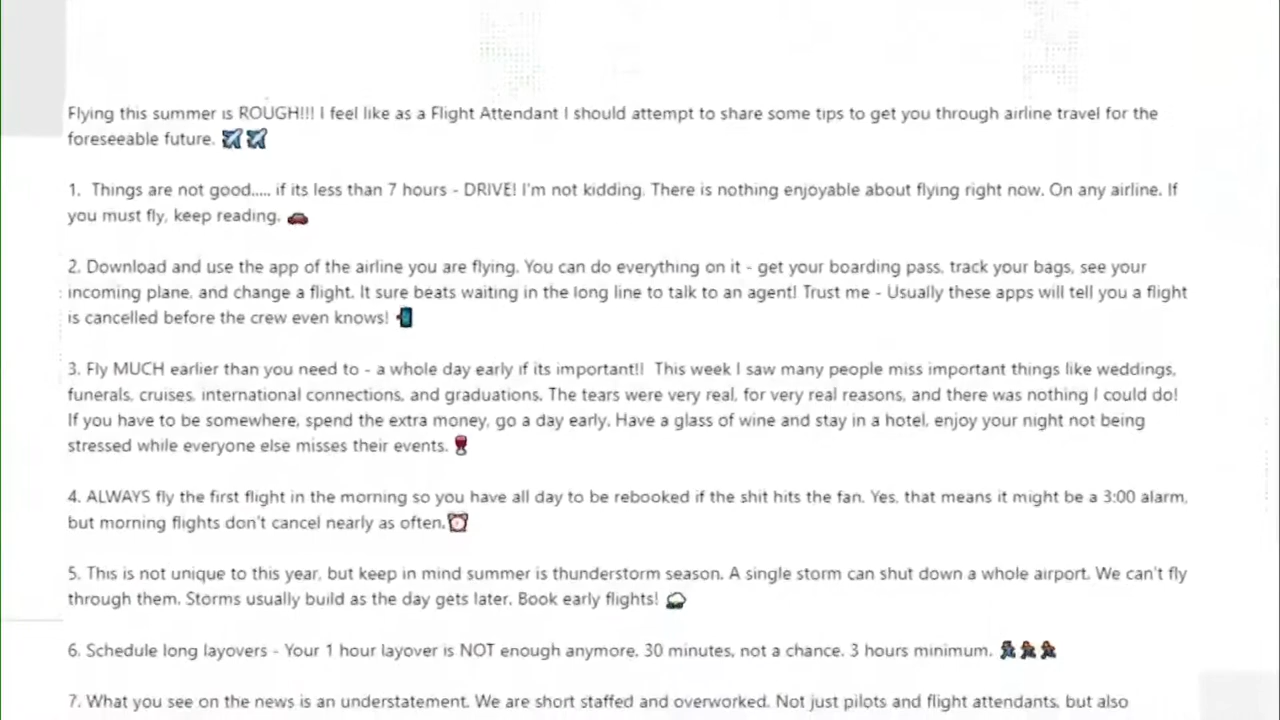 Flying this summer is ROUGH!!! I feel like as a Flight Attendant I should attempt to share some tips to get you through airline travel for the
foreseeable future. ✈️✈️
1.  Things are not good..... if its less than 7 hours - DRIVE! I'm not kidding. There is nothing enjoyable about flying right now. On any airline. If
you must fly, keep reading. 🚗
2. Download and use the app of the airline you are flying. You can do everything on it - get your boarding pass, track your bags, see your
incoming plane, and change a flight. It sure beats waiting in the long line to talk to an agent! Trust me - Usually these apps will tell you a flight
is cancelled before the crew even knows! 📲
3. Fly MUCH earlier than you need to - a whole day early if its important!!  This week I saw many people miss important things like weddings,
funerals, cruises, international connections, and graduations. The tears were very real, for very real reasons, and there was nothing I could do!
If you have to be somewhere, spend the extra money, go a day early. Have a glass of wine and stay in a hotel, enjoy your night not being
stressed while everyone else misses their events. 🍷
4. ALWAYS fly the first flight in the morning so you have all day to be rebooked if the shit hits the fan. Yes, that means it might be a 3:00 alarm,
but morning flights don't cancel nearly as often.⏰
5. This is not unique to this year, but keep in mind summer is thunderstorm season. A single storm can shut down a whole airport. We can't fly
through them. Storms usually build as the day gets later. Book early flights! 🌩
6. Schedule long layovers - Your 1 hour layover is NOT enough anymore. 30 minutes, not a chance. 3 hours minimum. 🏃🏃🏃
7. What you see on the news is an understatement. We are short staffed and overworked. Not just pilots and flight attendants, but also